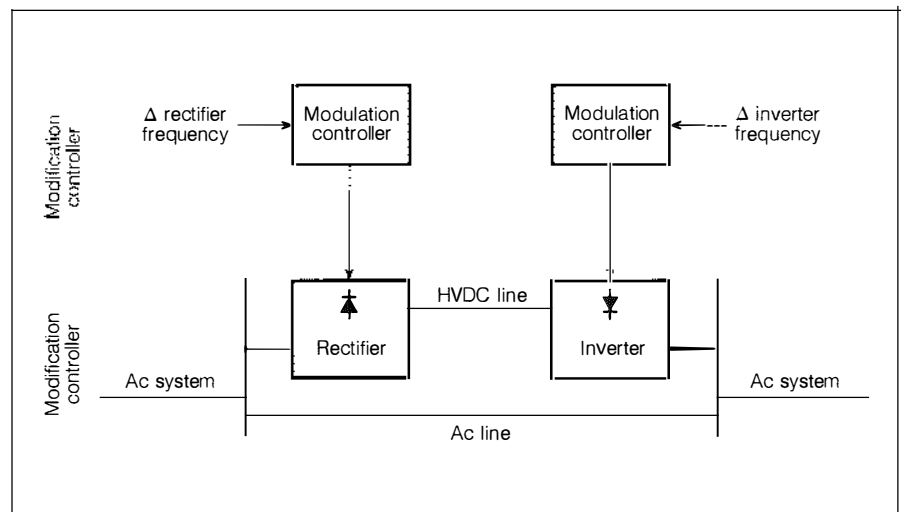 Modification
controller
Δ rectifier
frequency
Modulation
controller
Modulation
controller
Δ inverter
frequency
Modification
controller
HVDC line
Rectifier
Inverter
Ac system
Ac system
Ac line